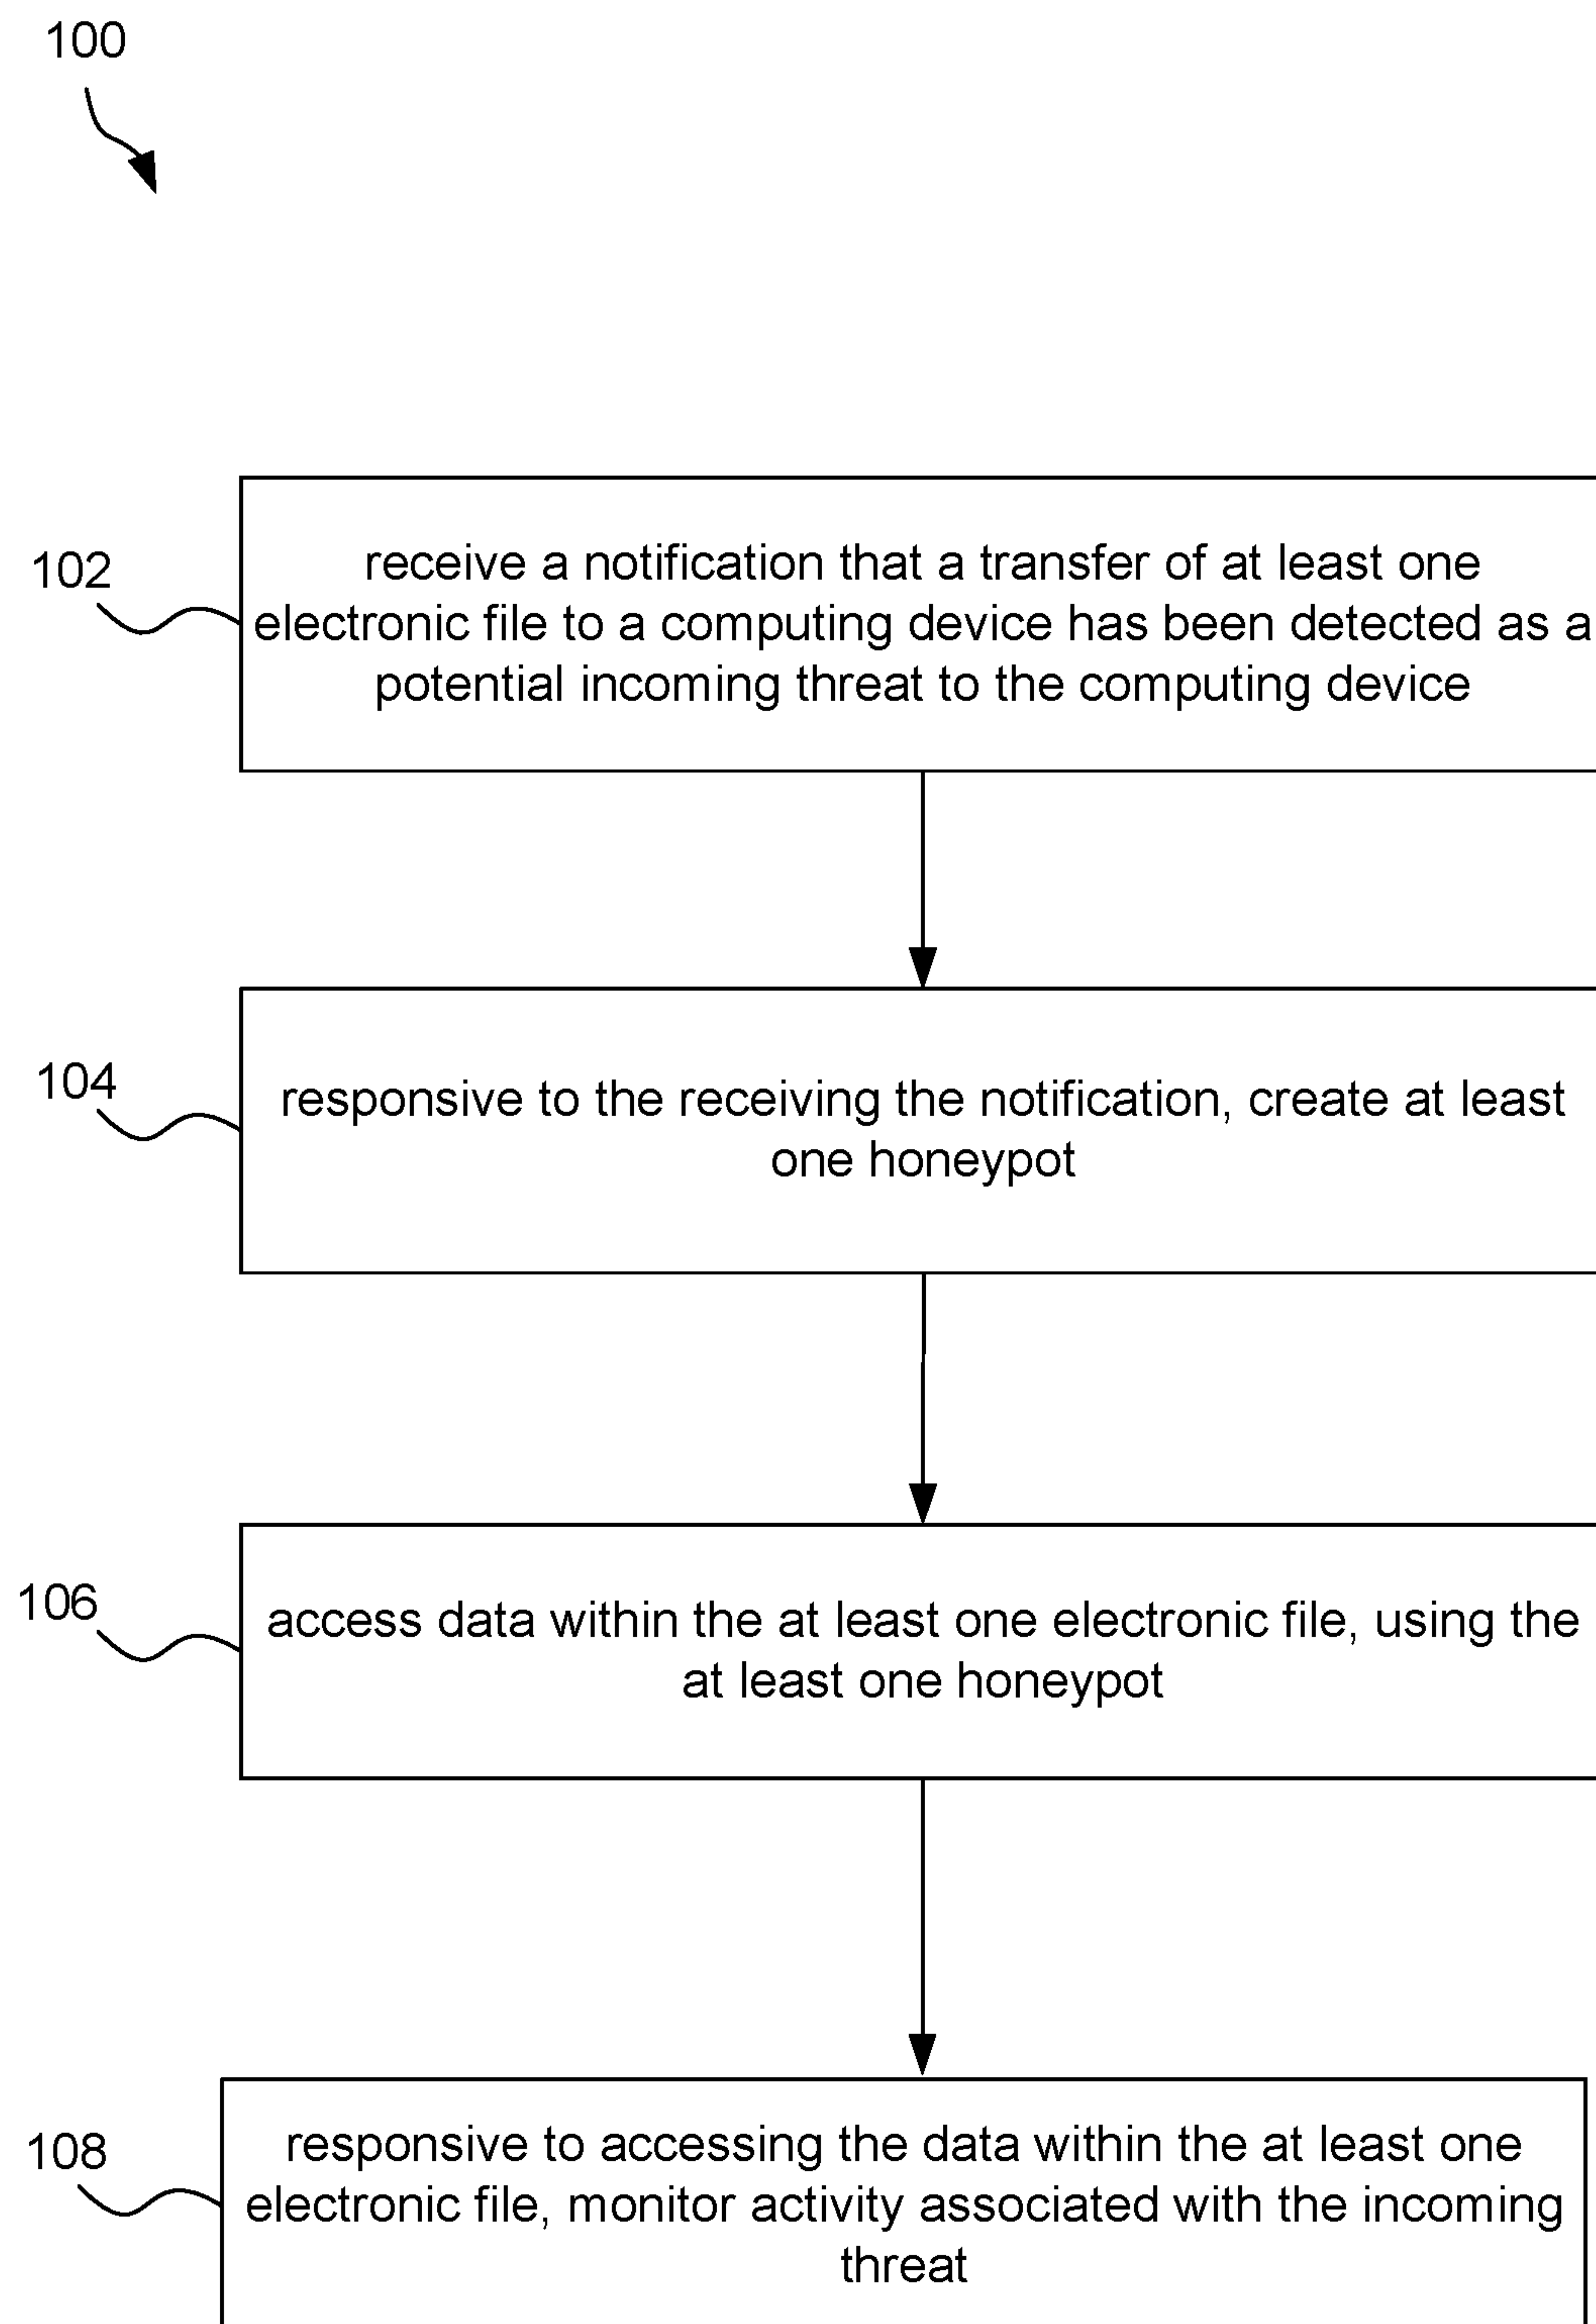 100
102
receive a notification that a transfer of at least one
electronic file to a computing device has been detected as a
potential incoming threat to the computing device
104
responsive to the receiving the notification, create at least
one honeypot
106
access data within the at least one electronic file, using the
at least one honeypot
108
responsive to accessing the data within the at least one
electronic file, monitor activity associated with the incoming
threat